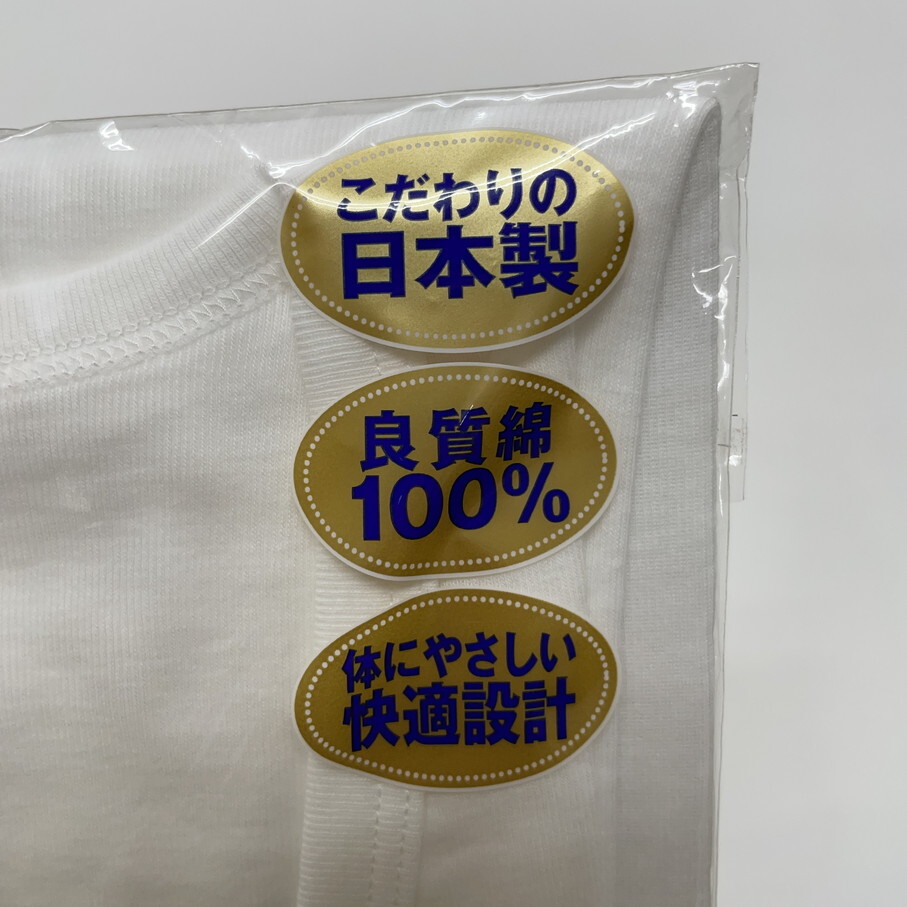 こだわりの
日本製
良質綿
100%
体にやさしい
快適設計